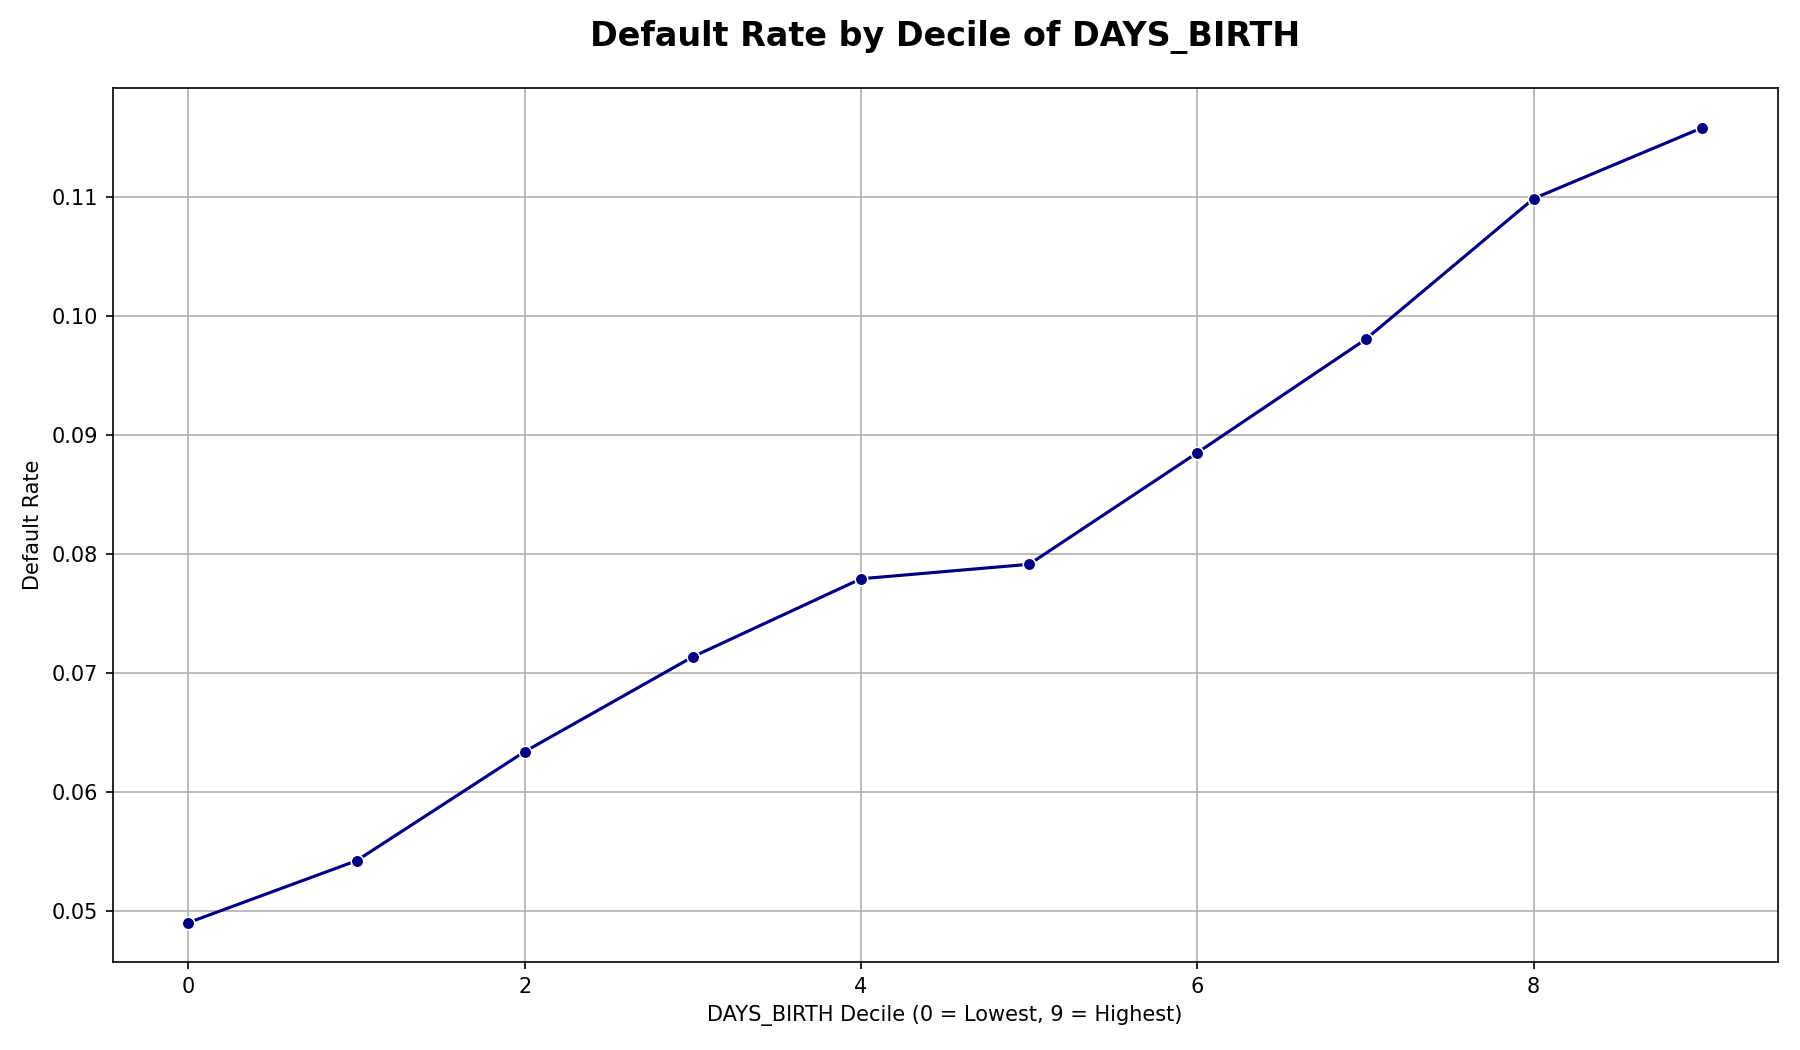 Default Rate by Decile of DAYS_BIRTH
Default Rate
0.11
0.10
0.09
0.08
0.07
0.06
0.05
0 2 4 6 8
DAYS_BIRTH Decile (0 = Lowest, 9 = Highest)